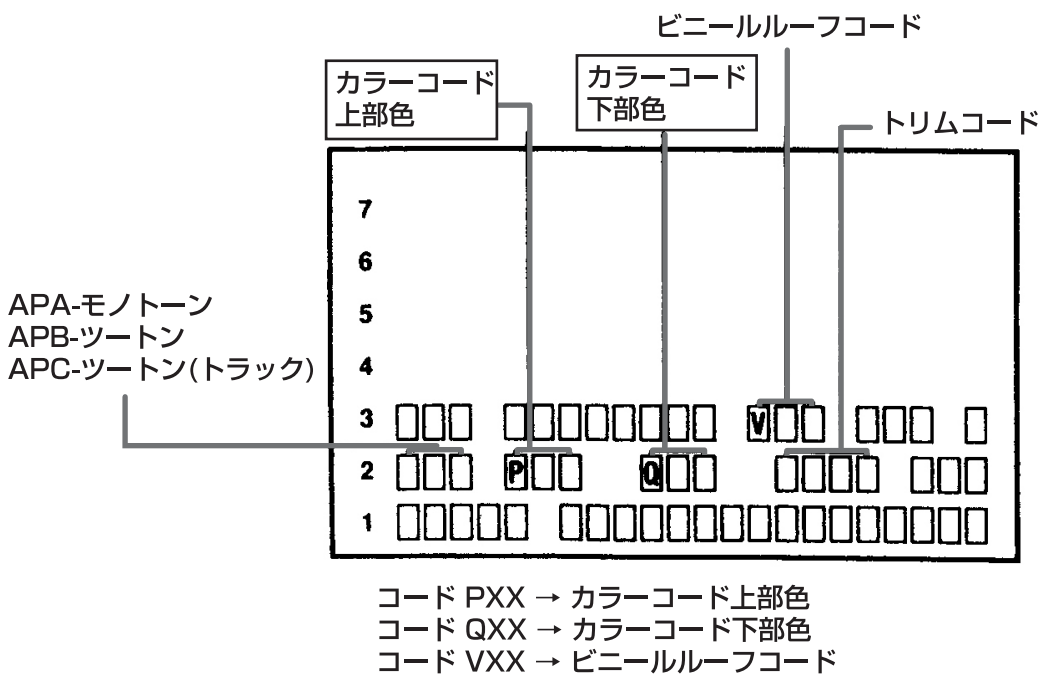 ビニールルーフコード
カラーコード
上部色
カラーコード
下部色
トリムコード
7
6
5
4
APA-モノトーン
APB-ツートン
APC-ツートン(トラック)
3 V
2 P Q
1
コード PXX → カラーコード上部色
コード QXX → カラーコード下部色
コード VXX → ビニールルーフコード